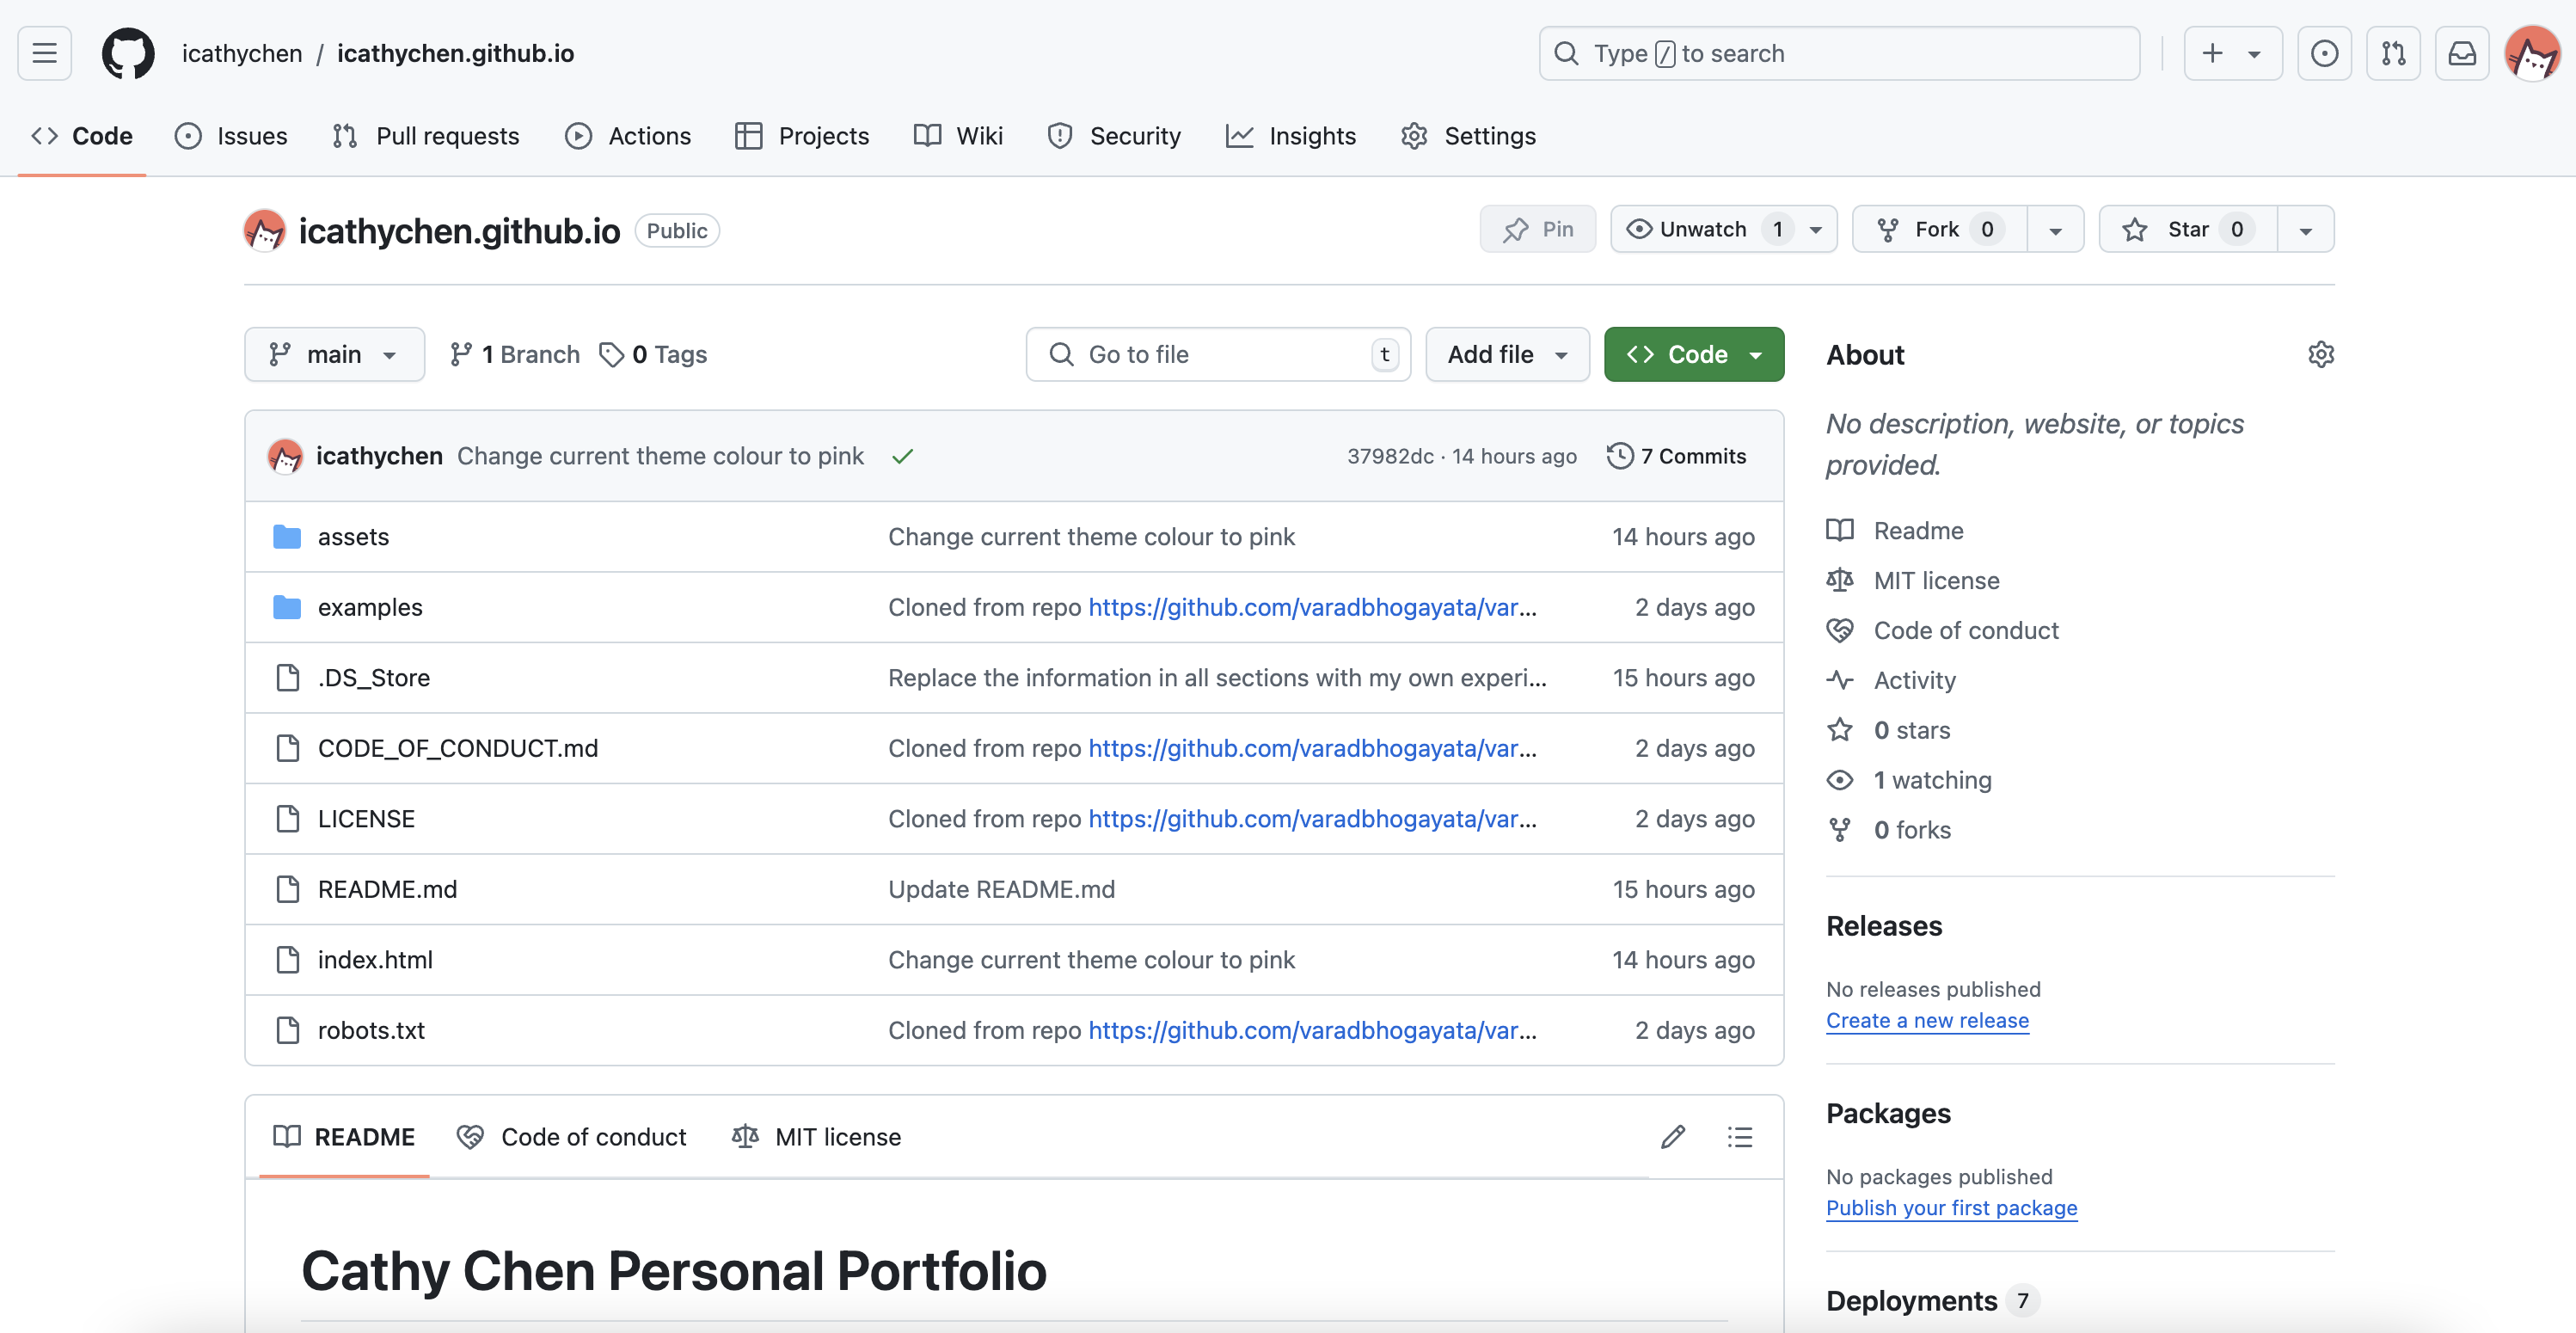 icathychen / icathychen.github.io
Type / to search
Code Issues Pull requests Actions Projects Wiki Security Insights Settings
icathychen.github.io Public
Pin Unwatch 1 Fork 0 Star 0
main 1 Branch 0 Tags Go to file t Add file Code
icathychen Change current theme colour to pink 37982dc · 14 hours ago 7 Commits
assets Change current theme colour to pink 14 hours ago
examples Cloned from repo https://github.com/varadbhogayata/var... 2 days ago
.DS_Store Replace the information in all sections with my own experi... 15 hours ago
CODE_OF_CONDUCT.md Cloned from repo https://github.com/varadbhogayata/var... 2 days ago
LICENSE Cloned from repo https://github.com/varadbhogayata/var... 2 days ago
README.md Update README.md 15 hours ago
index.html Change current theme colour to pink 14 hours ago
robots.txt Cloned from repo https://github.com/varadbhogayata/var... 2 days ago
README Code of conduct MIT license
Cathy Chen Personal Portfolio
About
No description, website, or topics
provided.
Readme
MIT license
Code of conduct
Activity
0 stars
1 watching
0 forks
Releases
No releases published
Create a new release
Packages
No packages published
Publish your first package
Deployments 7